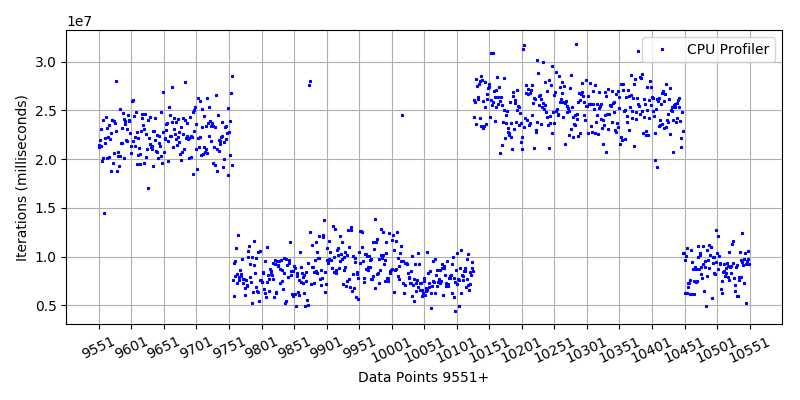 1e7
CPU Profiler
3.0
2.5
2.0
1.5
1.0
0.5
Iterations (milliseconds)
9551 9601 9651 9701 9751 9801 9851 9901 9951 10001 10051 10101 10151 10201 10251 10301 10351 10401 10451 10501 10551
Data Points 9551+